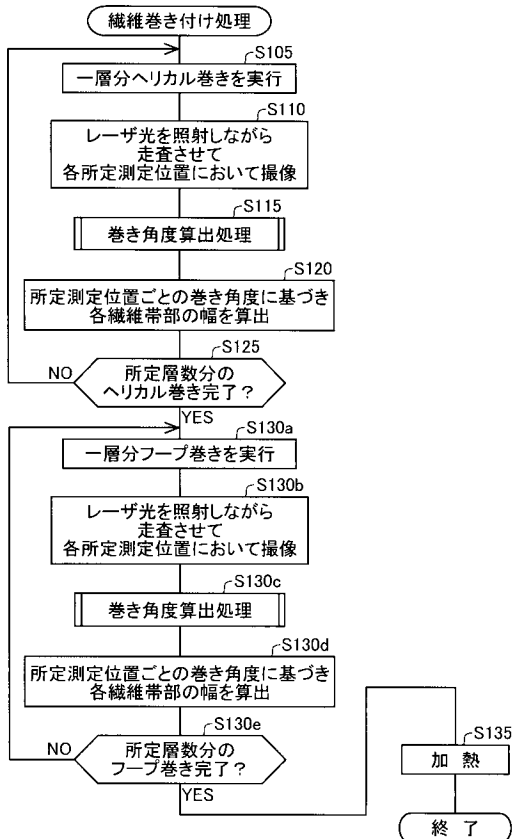 繊維巻き付け処理
S105
一層分ヘリカル巻きを実行
S110
レーザ光を照射しながら
走査させて
各所定測定位置において撮像
S115
巻き角度算出処理
S120
所定測定位置ごとの巻き角度に基づき
各繊維帯部の幅を算出
S125
NO
所定層数分の
ヘリカル巻き完了？
YES
S130a
一層分フープ巻きを実行
S130b
レーザ光を照射しながら
走査させて
各所定測定位置において撮像
S130c
巻き角度算出処理
S130d
所定測定位置ごとの巻き角度に基づき
各繊維帯部の幅を算出
S130e
NO
所定層数分の
フープ巻き完了？
YES
S135
加 熱
終 了